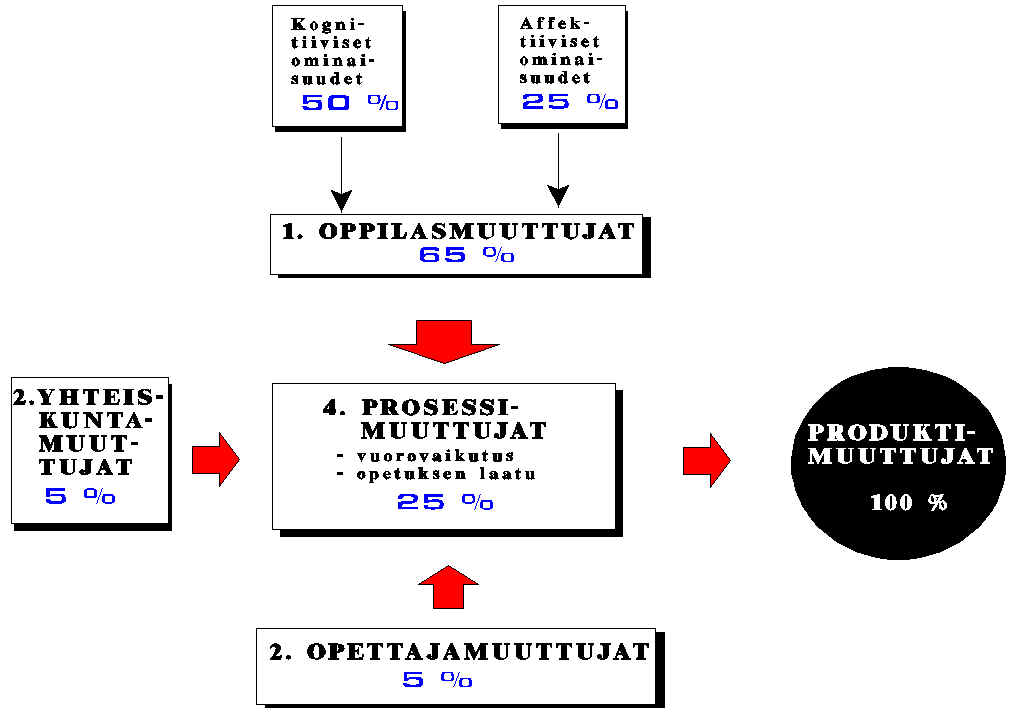 Kogni-
tiiviset
ominai-
suudet
50 %
Affek-
tiiviset
ominai-
suudet
25 %
1. OPPILASMUUTTUJAT
65 %
2.YHTEIS-
KUNTA-
MUUT-
TUJAT
5 %
4. PROSESSI-
MUUTTUJAT
- vuorovaikutus
- opetuksen laatu
25 %
PRODUKTI-
MUUTTUJAT
100 %
2. OPETTAJAMUUTTUJAT
5 %